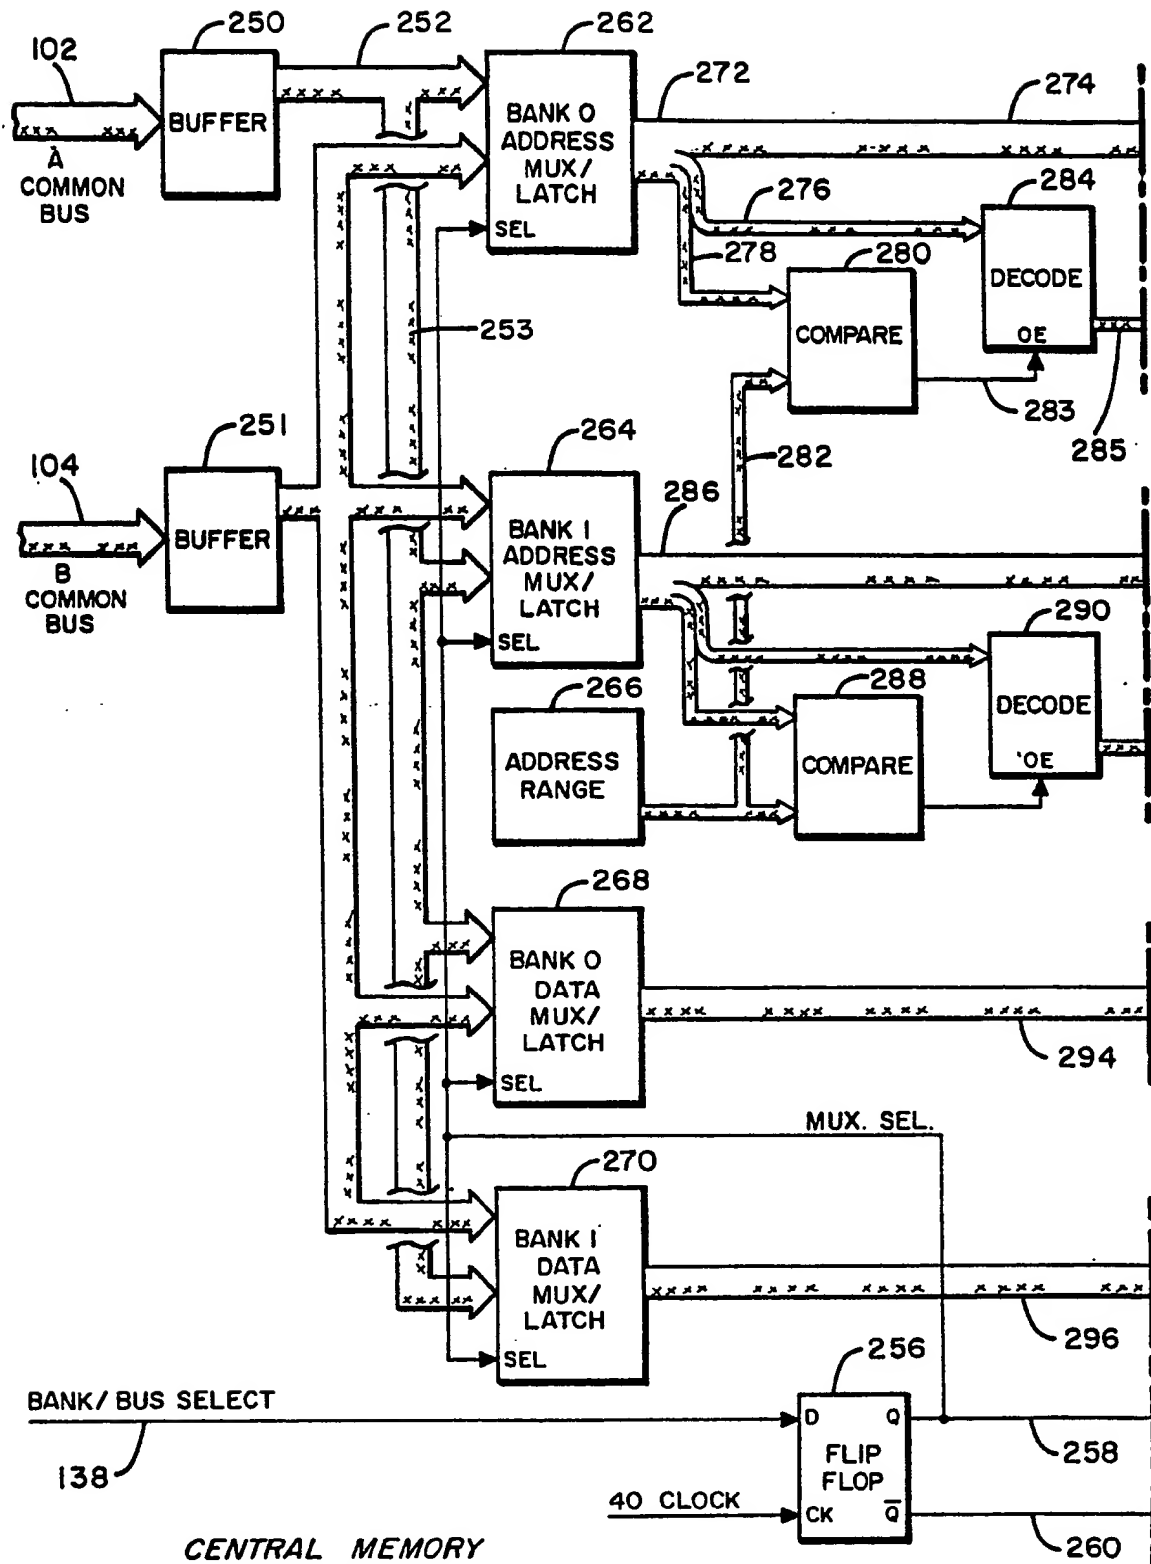 250
252
262
102
272
274
BUFFER
BANK 0
ADDRESS
MUX/
LATCH
A
COMMON
BUS
276
284
SEL
278
280
DECODE
253
COMPARE
OE
283
285
251
264
282
104
286
BUFFER
BANK 1
ADDRESS
MUX/
LATCH
B
COMMON
BUS
290
SEL
266
288
DECODE
ADDRESS
RANGE
COMPARE
OE
268
BANK 0
DATA
MUX/
LATCH
294
SEL
MUX. SEL.
270
BANK 1
DATA
MUX/
LATCH
296
SEL
256
BANK/BUS SELECT
D Q
258
138
FLIP
FLOP
40 CLOCK
CK Q̅
260
CENTRAL MEMORY